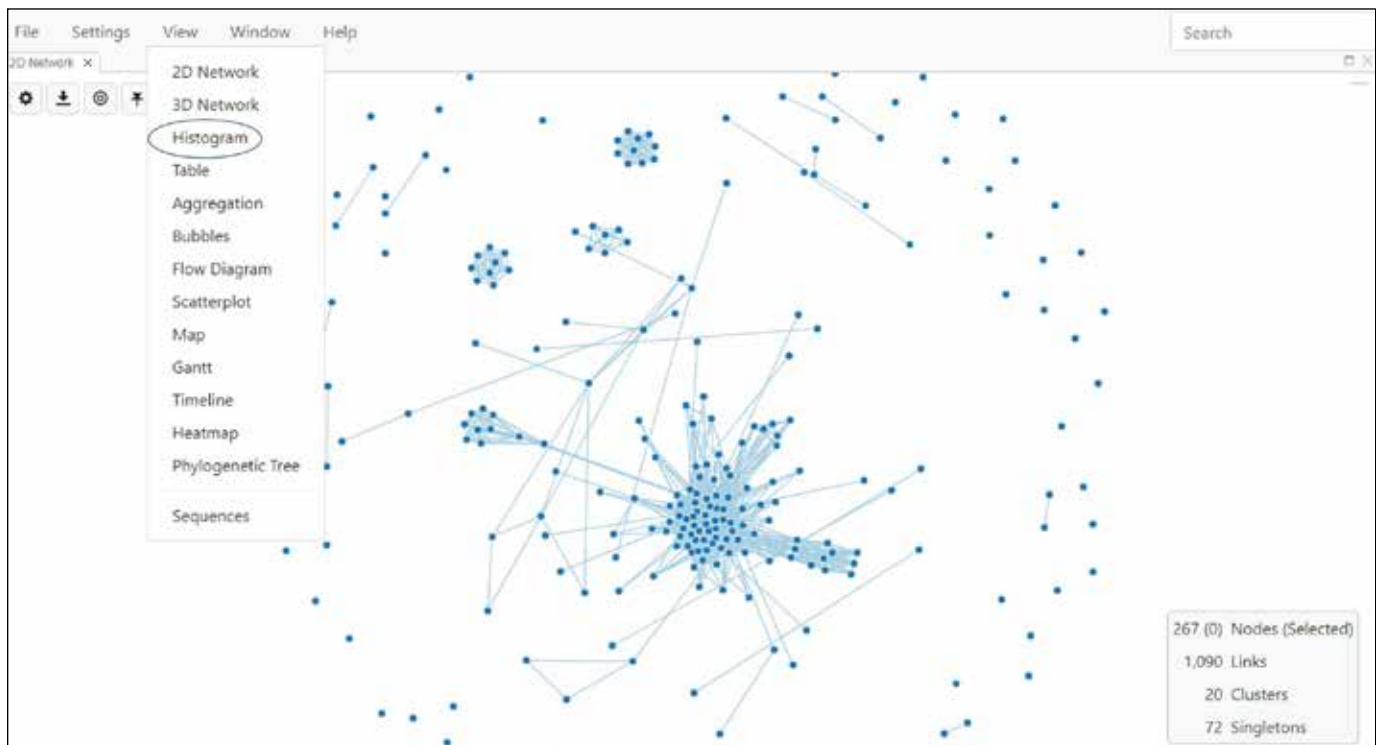 File Settings View Window Help Search
2D Network ×
2D Network
3D Network
Histogram
Table
Aggregation
Bubbles
Flow Diagram
Scatterplot
Map
Gantt
Timeline
Heatmap
Phylogenetic Tree
Sequences
267 (0) Nodes (Selected)
1,090 Links
20 Clusters
72 Singletons